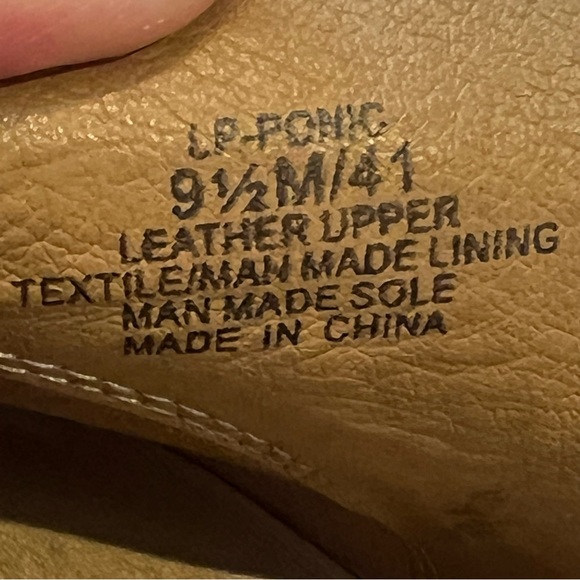 LP-PONIC
9½M/41
LEATHER UPPER
TEXTILE/MAN MADE LINING
MAN MADE SOLE
MADE IN CHINA